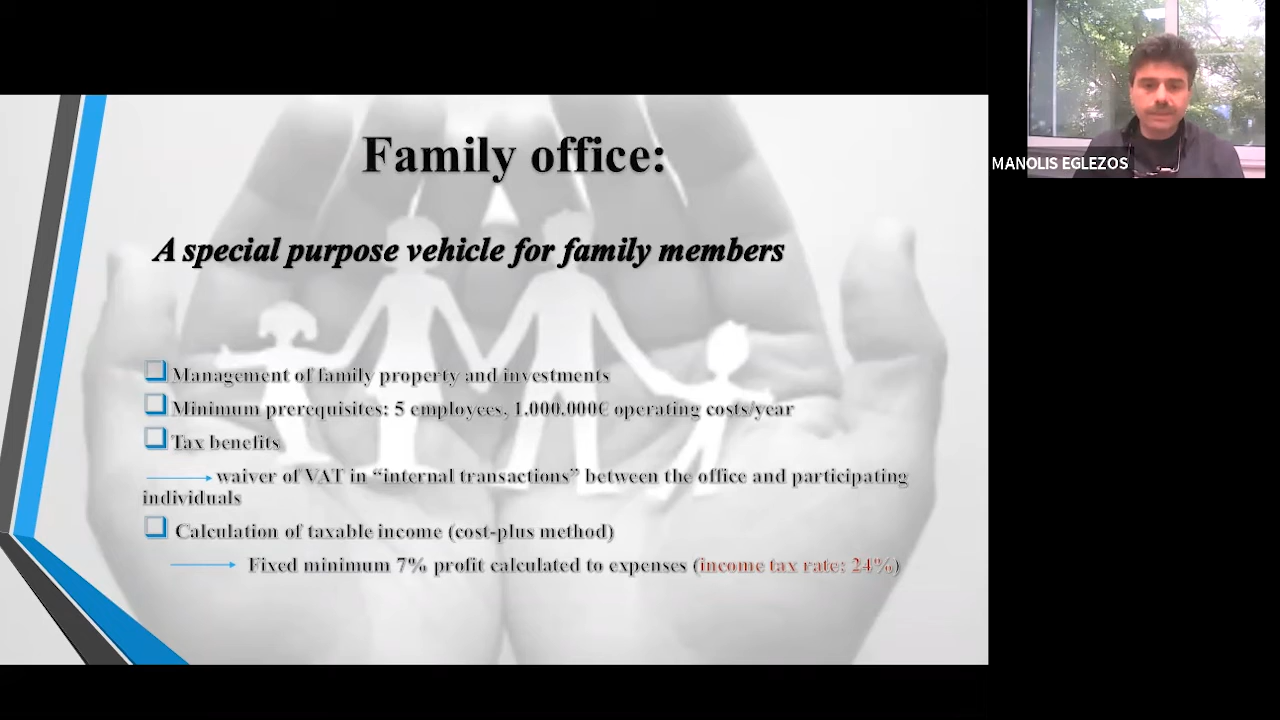 Family office:
A special purpose vehicle for family members
Management of family property and investments
Minimum prerequisites: 5 employees, 1.000.000€ operating costs/year
Tax benefits
waiver of VAT in “internal transactions” between the office and participating
individuals
Calculation of taxable income (cost-plus method)
Fixed minimum 7% profit calculated to expenses (income tax rate: 24%)
MANOLIS EGLEZOS